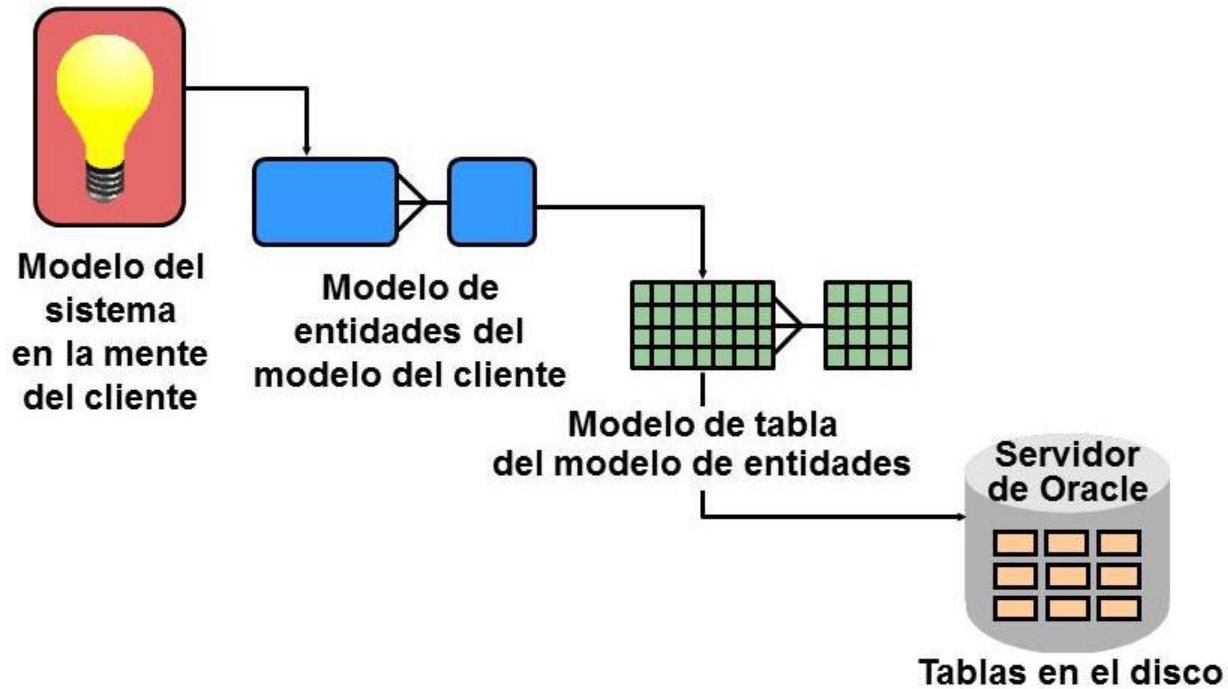 Modelo del
sistema
en la mente
del cliente
Modelo de
entidades del
modelo del cliente
Modelo de tabla
del modelo de entidades
Servidor
de Oracle
Tablas en el disco